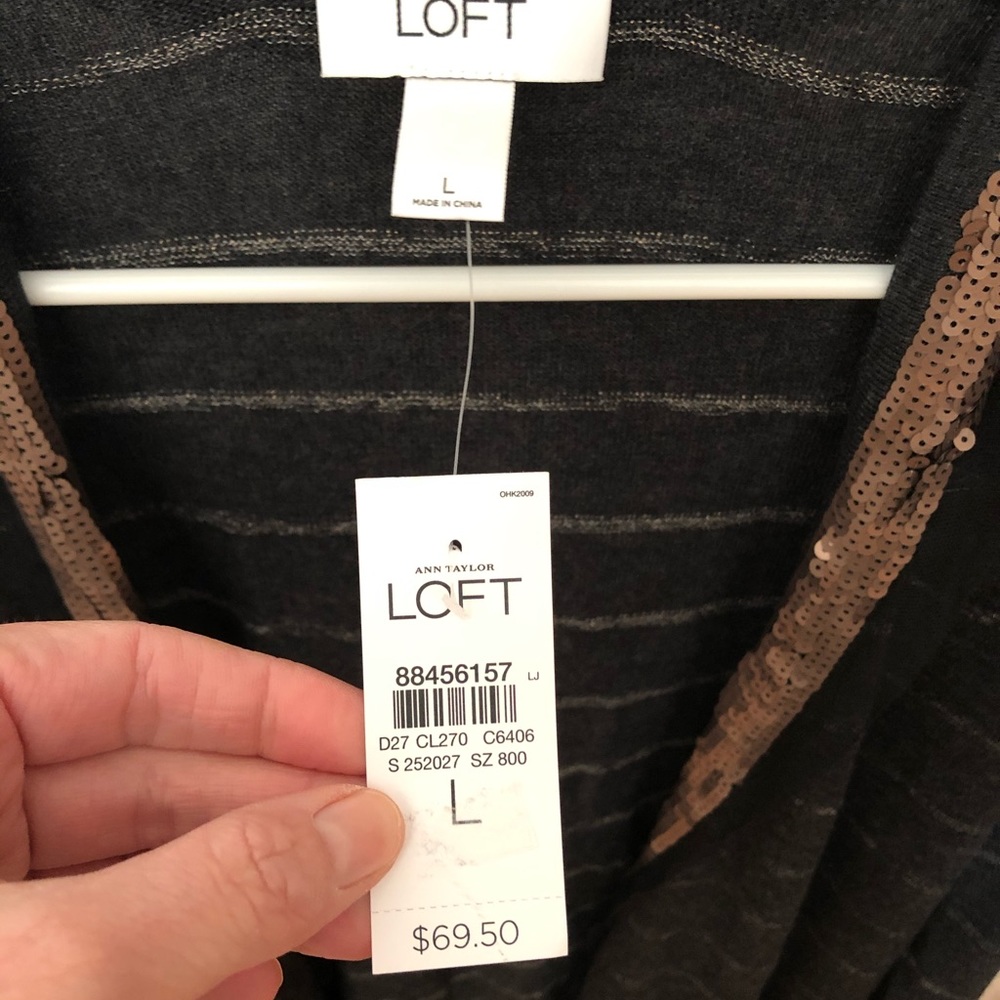 LOFT
L
MADE IN CHINA
OHK2009
ANN TAYLOR
LOFT
88456157 LJ
D27 CL270 C6406
S 252027 SZ 800
L
$69.50